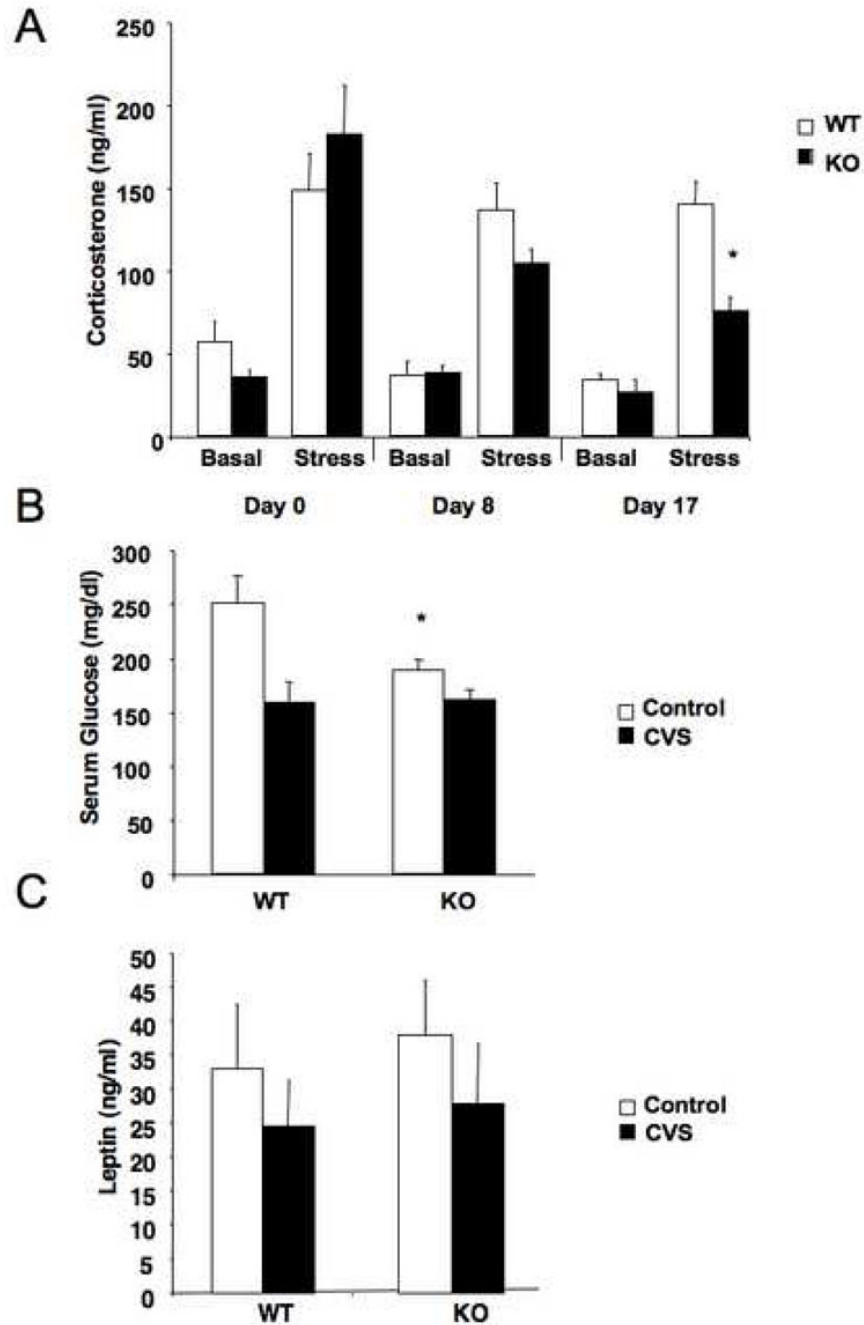 A
Corticosterone (ng/ml)
250
200
150
100
50
0
WT
KO
*
Basal Stress Basal Stress Basal Stress
Day 0 Day 8 Day 17
B
Serum Glucose (mg/dl)
300
250
200
150
100
50
0
*
Control
CVS
WT KO
C
Leptin (ng/ml)
50
45
40
35
30
25
20
15
10
5
0
Control
CVS
WT KO